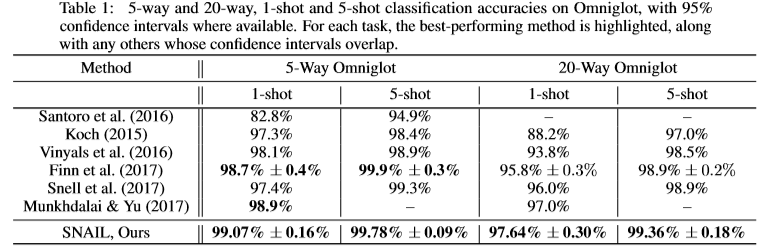 Table 1: 5-way and 20-way, 1-shot and 5-shot classification accuracies on Omniglot, with 95%
confidence intervals where available. For each task, the best-performing method is highlighted, along
with any others whose confidence intervals overlap.
Method 5-Way Omniglot 20-Way Omniglot
1-shot 5-shot 1-shot 5-shot
Santoro et al. (2016) 82.8% 94.9% – –
Koch (2015) 97.3% 98.4% 88.2% 97.0%
Vinyals et al. (2016) 98.1% 98.9% 93.8% 98.5%
Finn et al. (2017) 98.7% ± 0.4% 99.9% ± 0.3% 95.8% ± 0.3% 98.9% ± 0.2%
Snell et al. (2017) 97.4% 99.3% 96.0% 98.9%
Munkhdalai & Yu (2017) 98.9% – 97.0% –
SNAIL, Ours 99.07% ± 0.16% 99.78% ± 0.09% 97.64% ± 0.30% 99.36% ± 0.18%